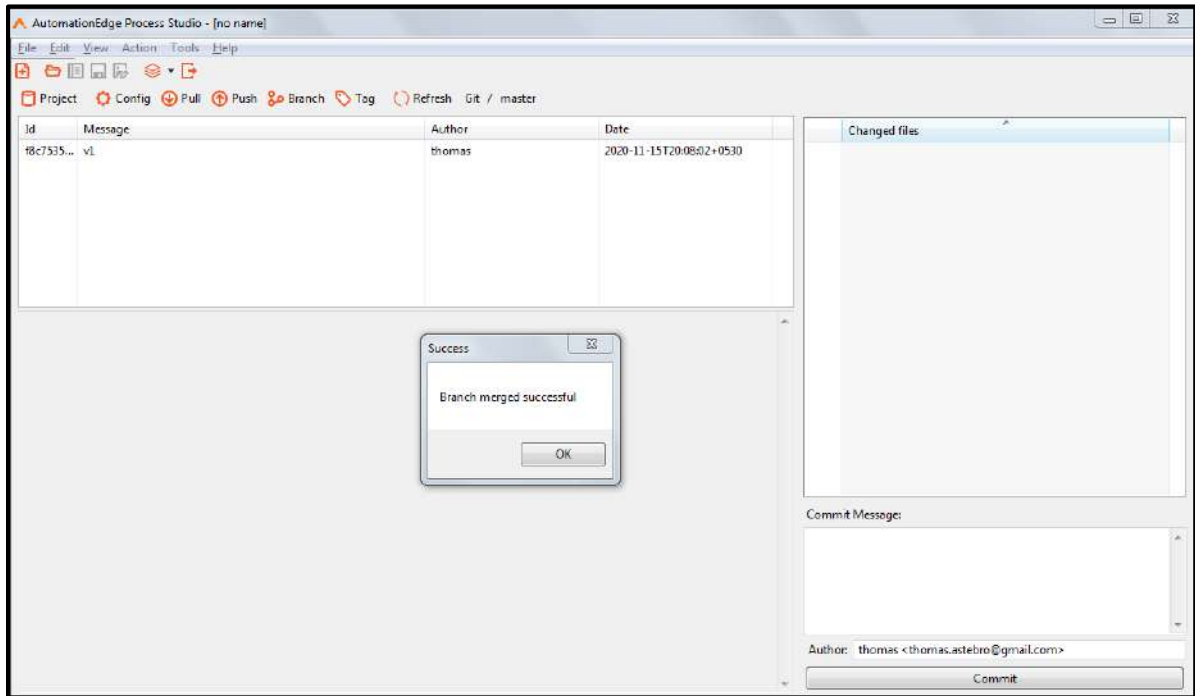 AutomationEdge Process Studio - [no name]
File Edit View Action Tools Help
Project Config Pull Push Branch Tag Refresh Git / master
Id Message Author Date
f8c7535... v1 thomas 2020-11-15T20:08:02+0530
Changed files
Success
Branch merged successful
OK
Commit Message:
Author: thomas <thomas.astebro@gmail.com>
Commit